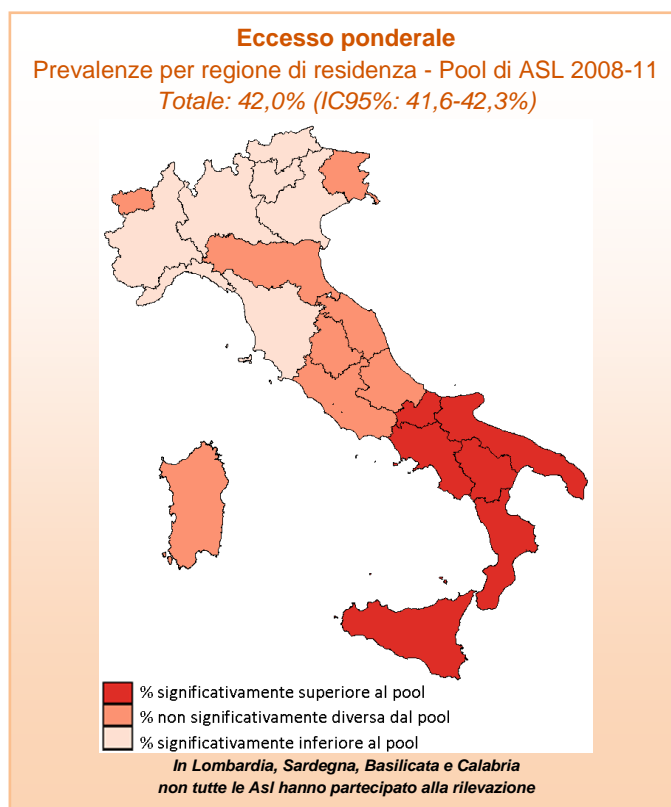 Eccesso ponderale
Prevalenze per regione di residenza - Pool di ASL 2008-11
Totale: 42,0% (IC95%: 41,6-42,3%)
% significativamente superiore al pool
% non significativamente diversa dal pool
% significativamente inferiore al pool
In Lombardia, Sardegna, Basilicata e Calabria
non tutte le Asl hanno partecipato alla rilevazione